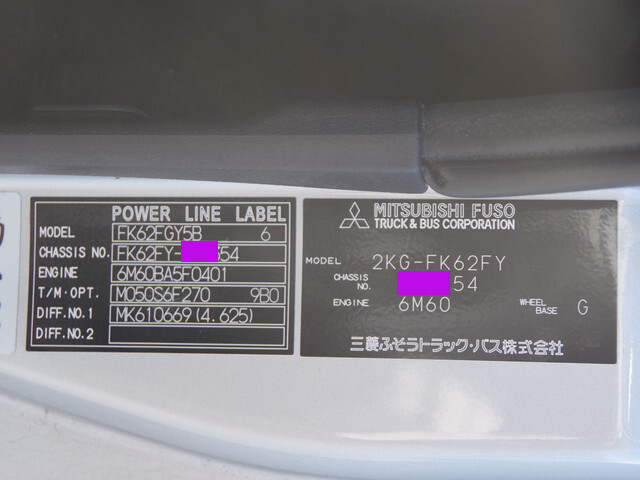 POWER LINE LABEL
MODEL FK62FGY5B 6
CHASSIS NO. FK62FY- 54
ENGINE 6M60BA5F0401
T/M・OPT. M050S6F270 9B0
DIFF.NO.1 MK610669(4.625)
DIFF.NO.2
MITSUBISHI FUSO
TRUCK & BUS CORPORATION
MODEL 2KG-FK62FY
CHASSIS NO. 54
ENGINE 6M60 WHEEL BASE G
三菱ふそうトラック・バス株式会社